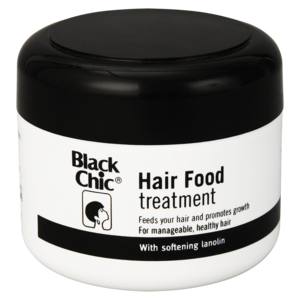 Black
Chic®
Hair Food
treatment
Feeds your hair and promotes growth
For manageable, healthy hair
With softening lanolin